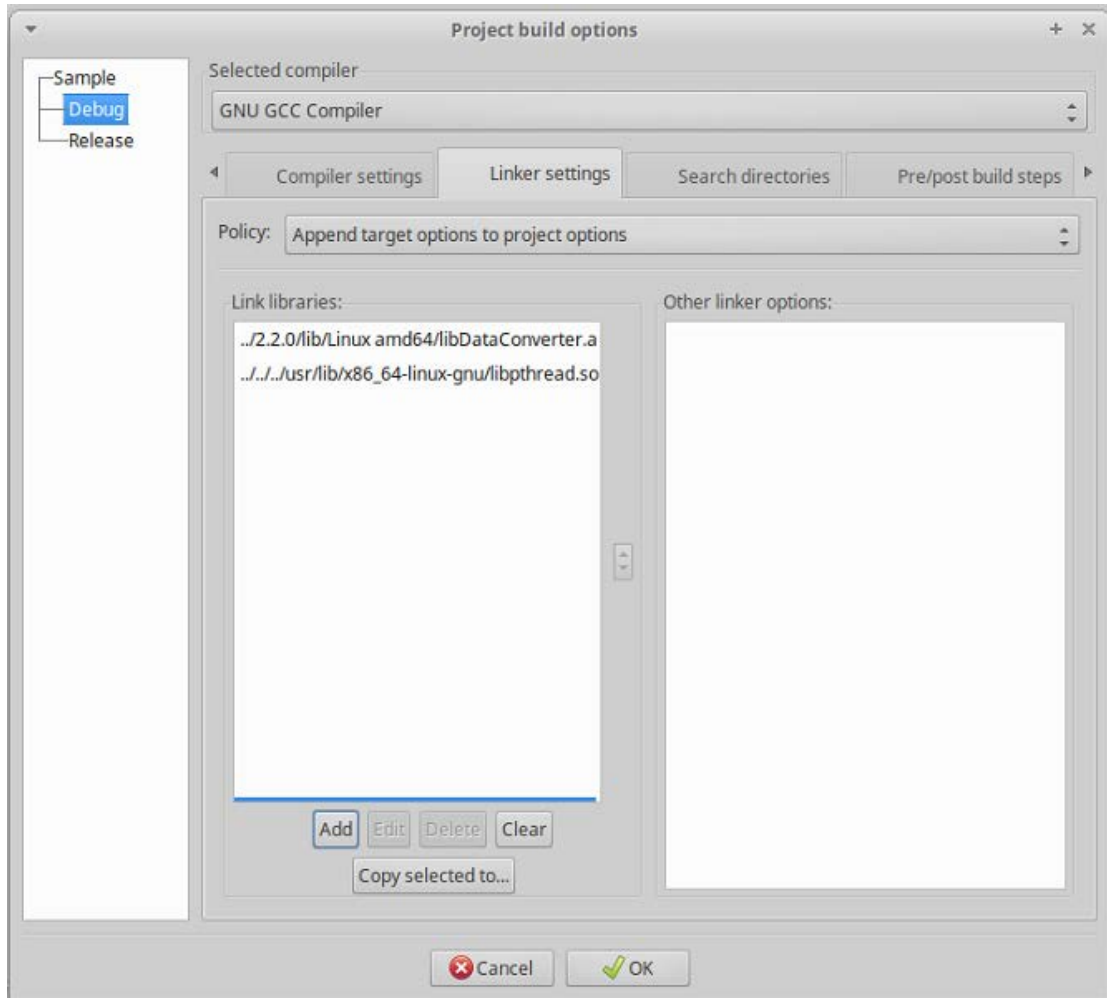 Project build options
Sample
Debug
Release
Selected compiler
GNU GCC Compiler
Compiler settings
Linker settings
Search directories
Pre/post build steps
Policy:
Append target options to project options
Link libraries:
../2.2.0/lib/Linux amd64/libDataConverter.a
../../../usr/lib/x86_64-linux-gnu/libpthread.so
Other linker options:
Add
Edit
Delete
Clear
Copy selected to...
Cancel
OK